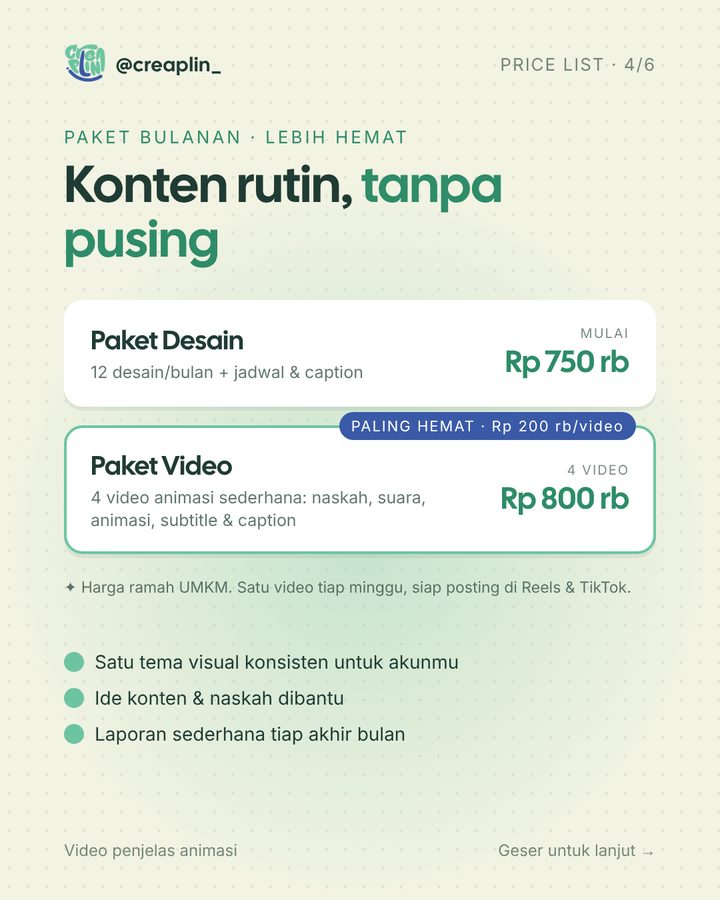 CREA
PLIN
@creaplin_
PRICE LIST · 4/6
PAKET BULANAN · LEBIH HEMAT
Konten rutin, tanpa
pusing
Paket Desain
12 desain/bulan + jadwal & caption
MULAI
Rp 750 rb
PALING HEMAT · Rp 200 rb/video
Paket Video
4 video animasi sederhana: naskah, suara,
animasi, subtitle & caption
4 VIDEO
Rp 800 rb
✦ Harga ramah UMKM. Satu video tiap minggu, siap posting di Reels & TikTok.
Satu tema visual konsisten untuk akunmu
Ide konten & naskah dibantu
Laporan sederhana tiap akhir bulan
Video penjelas animasi
Geser untuk lanjut →